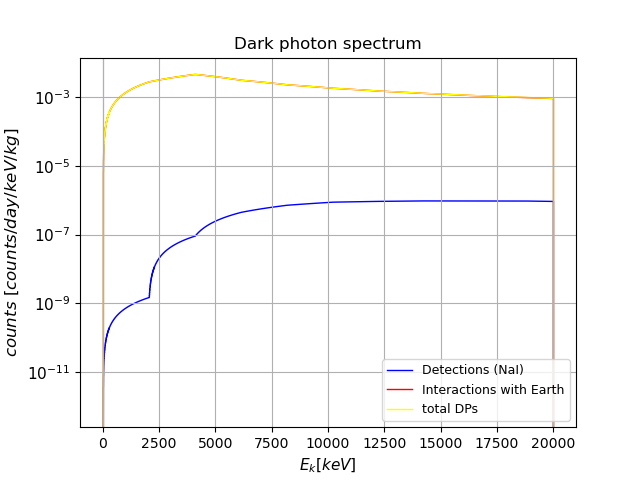 Dark photon spectrum
counts [counts/day/keV/kg]
10⁻³
10⁻⁵
10⁻⁷
10⁻⁹
10⁻¹¹
Detections (NaI)
Interactions with Earth
total DPs
0 2500 5000 7500 10000 12500 15000 17500 20000
Eₖ[keV]